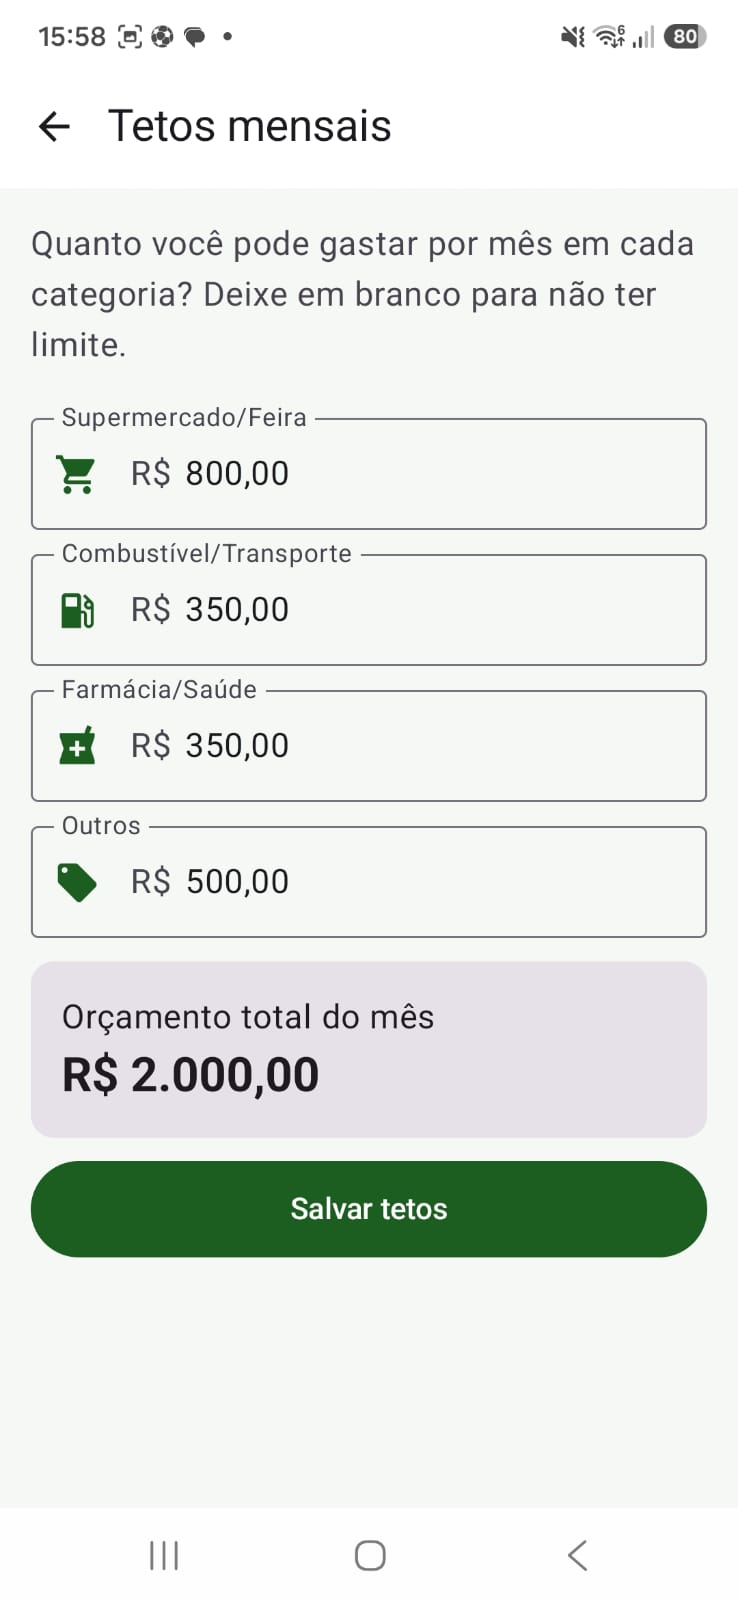 15:58
6
80
Tetos mensais
Quanto você pode gastar por mês em cada
categoria? Deixe em branco para não ter
limite.
Supermercado/Feira
R$ 800,00
Combustível/Transporte
R$ 350,00
Farmácia/Saúde
R$ 350,00
Outros
R$ 500,00
Orçamento total do mês
R$ 2.000,00
Salvar tetos